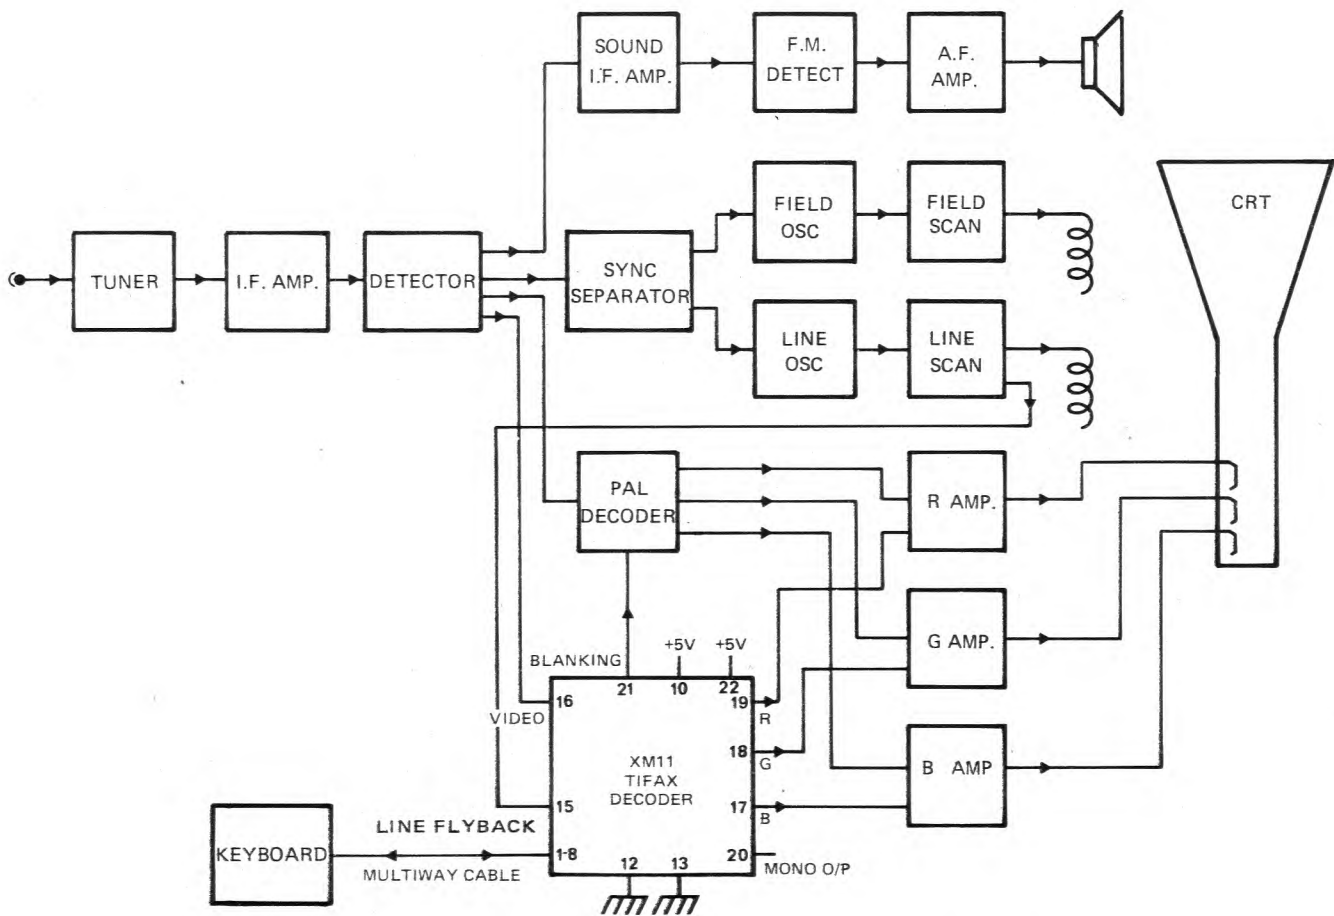 SOUND
I.F. AMP.
F.M.
DETECT
A.F.
AMP.
CRT
FIELD
OSC
FIELD
SCAN
TUNER
I.F. AMP.
DETECTOR
SYNC
SEPARATOR
LINE
OSC
LINE
SCAN
PAL
DECODER
R AMP.
G AMP.
B AMP
BLANKING
+5V
+5V
21
10
22
16
19
VIDEO
R
18
G
XM11
TIFAX
DECODER
15
17
B
LINE FLYBACK
KEYBOARD
1-8
MULTIWAY CABLE
12
13
20
MONO O/P